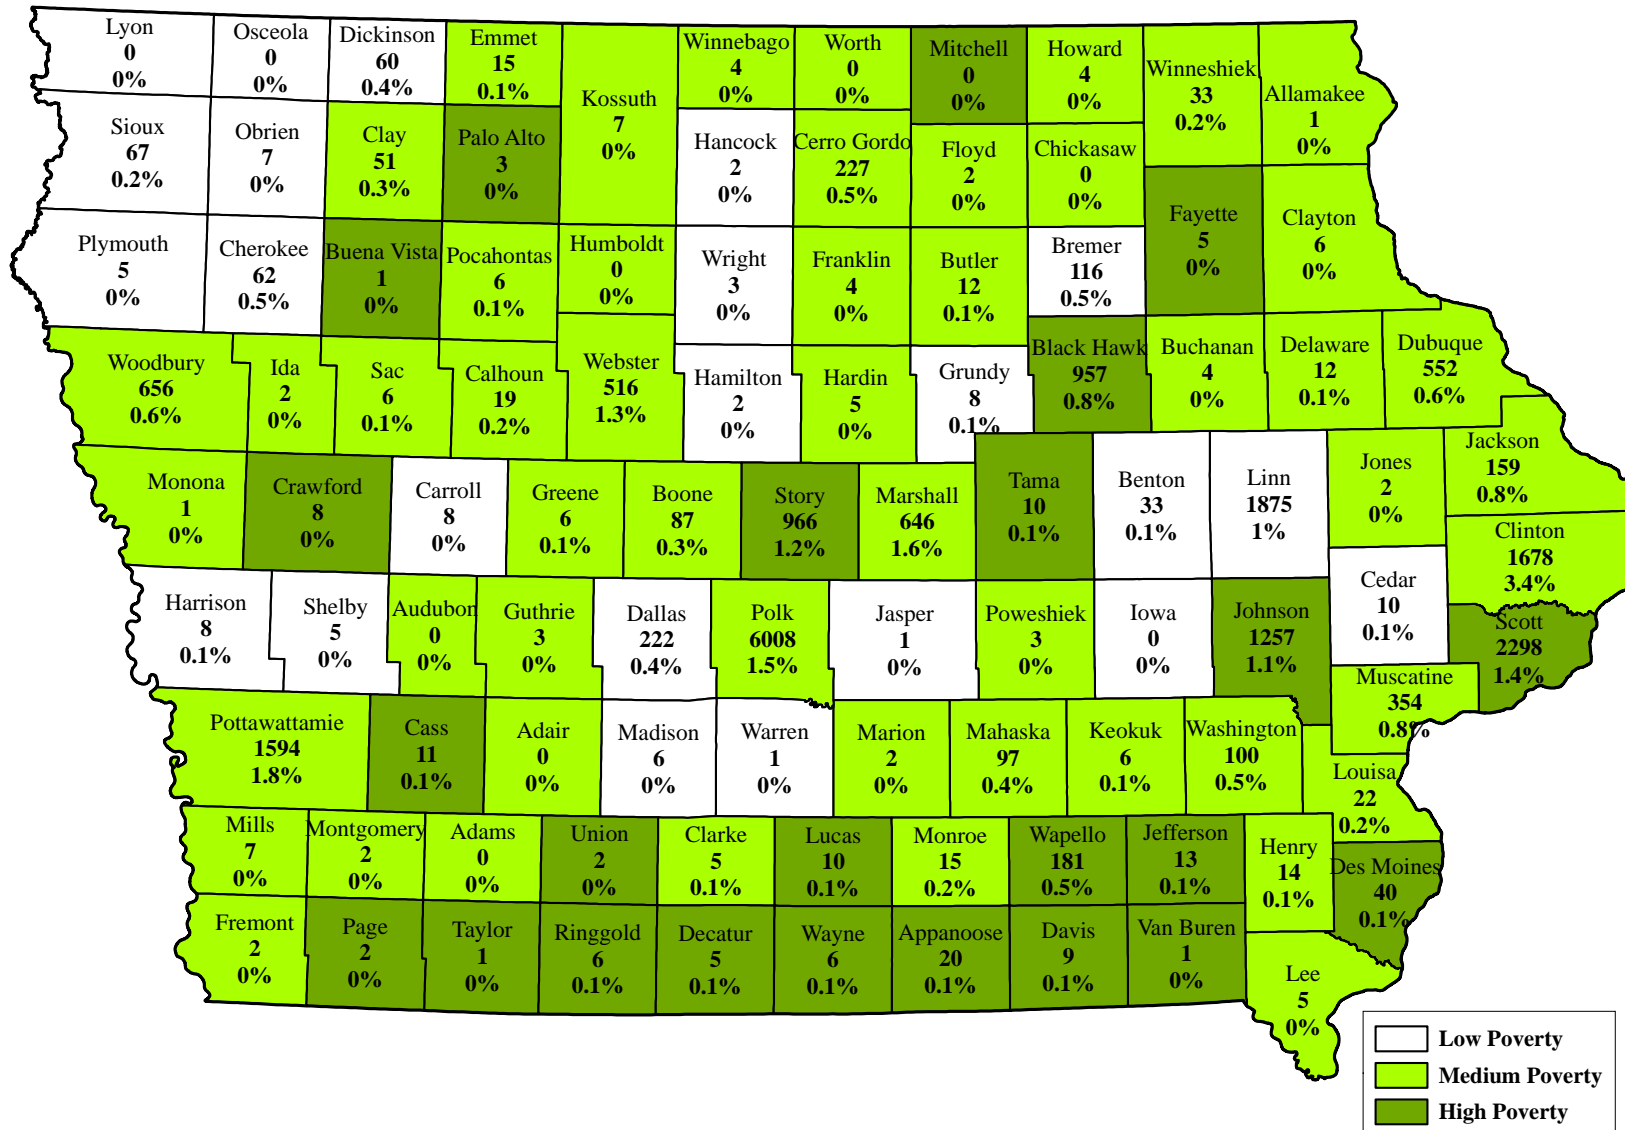 Lyon
0
0%
Osceola
0
0%
Dickinson
60
0.4%
Emmet
15
0.1%
Kossuth
7
0%
Winnebago
4
0%
Worth
0
0%
Mitchell
0
0%
Howard
4
0%
Winneshiek
33
0.2%
Allamakee
1
0%
Sioux
67
0.2%
Obrien
7
0%
Clay
51
0.3%
Palo Alto
3
0%
Hancock
2
0%
Cerro Gordo
227
0.5%
Floyd
2
0%
Chickasaw
0
0%
Fayette
5
0%
Clayton
6
0%
Plymouth
5
0%
Cherokee
62
0.5%
Buena Vista
1
0%
Pocahontas
6
0.1%
Humboldt
0
0%
Wright
3
0%
Franklin
4
0%
Butler
12
0.1%
Bremer
116
0.5%
Woodbury
656
0.6%
Ida
2
0%
Sac
6
0.1%
Calhoun
19
0.2%
Webster
516
1.3%
Hamilton
2
0%
Hardin
5
0%
Grundy
8
0.1%
Black Hawk
957
0.8%
Buchanan
4
0%
Delaware
12
0.1%
Dubuque
552
0.6%
Monona
1
0%
Crawford
8
0%
Carroll
8
0%
Greene
6
0.1%
Boone
87
0.3%
Story
966
1.2%
Marshall
646
1.6%
Tama
10
0.1%
Benton
33
0.1%
Linn
1875
1%
Jones
2
0%
Jackson
159
0.8%
Clinton
1678
3.4%
Harrison
8
0.1%
Shelby
5
0%
Audubon
0
0%
Guthrie
3
0%
Dallas
222
0.4%
Polk
6008
1.5%
Jasper
1
0%
Poweshiek
3
0%
Iowa
0
0%
Johnson
1257
1.1%
Cedar
10
0.1%
Scott
2298
1.4%
Muscatine
354
0.8%
Pottawattamie
1594
1.8%
Cass
11
0.1%
Adair
0
0%
Madison
6
0%
Warren
1
0%
Marion
2
0%
Mahaska
97
0.4%
Keokuk
6
0.1%
Washington
100
0.5%
Louisa
22
0.2%
Mills
7
0%
Montgomery
2
0%
Adams
0
0%
Union
2
0%
Clarke
5
0.1%
Lucas
10
0.1%
Monroe
15
0.2%
Wapello
181
0.5%
Jefferson
13
0.1%
Henry
14
0.1%
Des Moines
40
0.1%
Fremont
2
0%
Page
2
0%
Taylor
1
0%
Ringgold
6
0.1%
Decatur
5
0.1%
Wayne
6
0.1%
Appanoose
20
0.1%
Davis
9
0.1%
Van Buren
1
0%
Lee
5
0%
Low Poverty
Medium Poverty
High Poverty